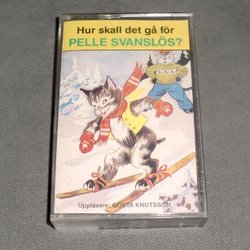 Hur skall det gå för
PELLE SVANSLÖS?
Uppläsare: GÖSTA KNUTSSON